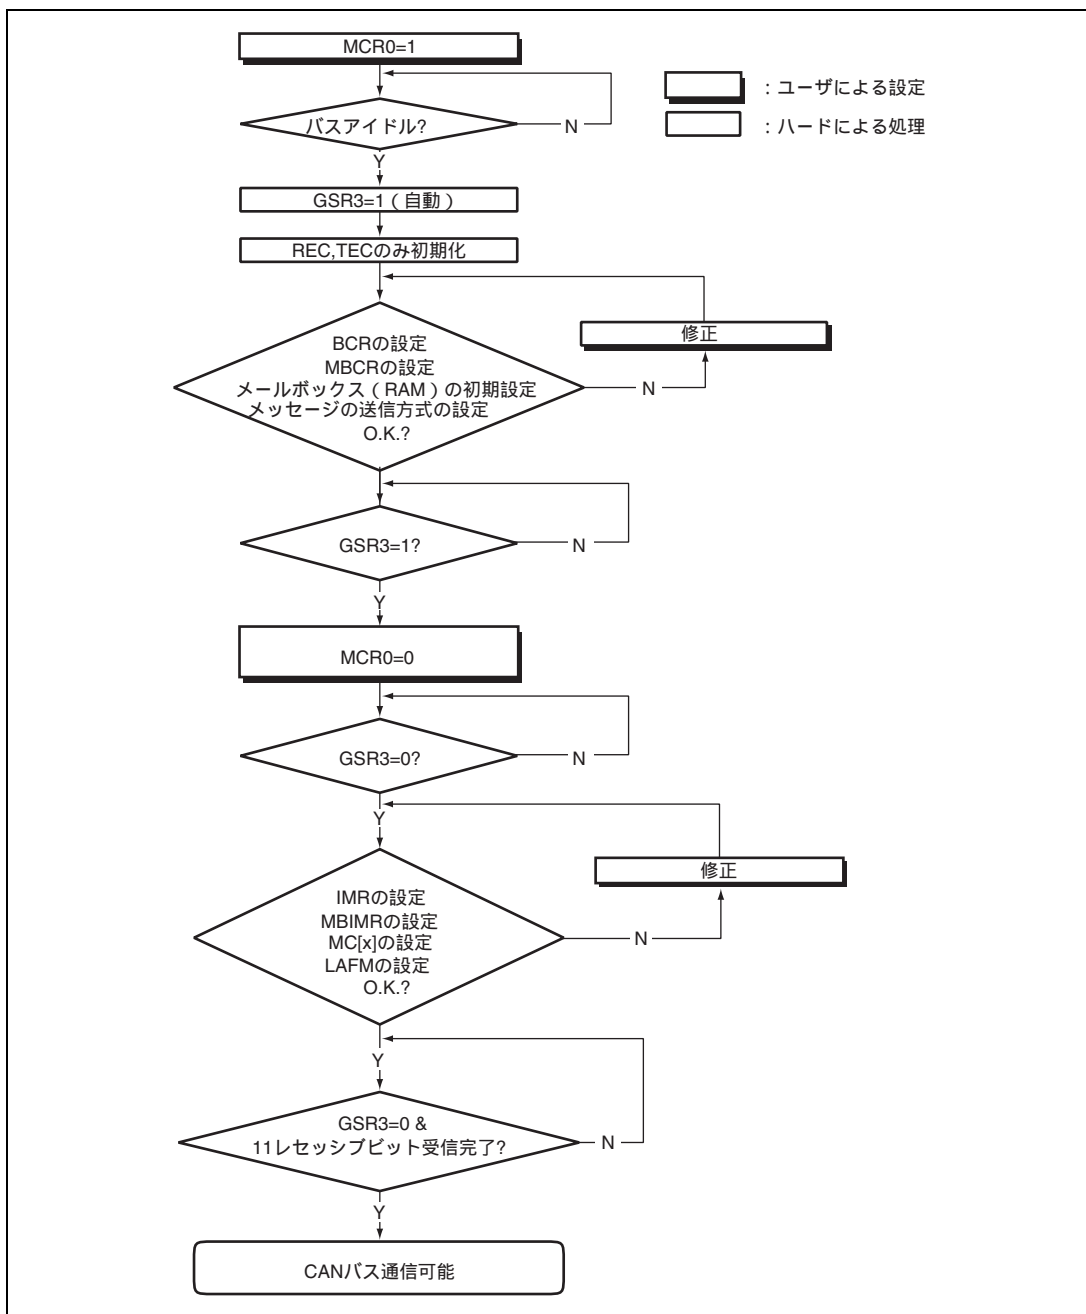 MCR0=1
：ユーザによる設定
バスアイドル?
N
：ハードによる処理
Y
GSR3=1（自動）
REC,TECのみ初期化
修正
BCRの設定
MBCRの設定
メールボックス（RAM）の初期設定
メッセージの送信方式の設定
O.K.?
N
GSR3=1?
N
Y
MCR0=0
GSR3=0?
N
Y
修正
IMRの設定
MBIMRの設定
MC[x]の設定
LAFMの設定
O.K.?
N
Y
GSR3=0 &
11レセッシブビット受信完了?
N
Y
CANバス通信可能